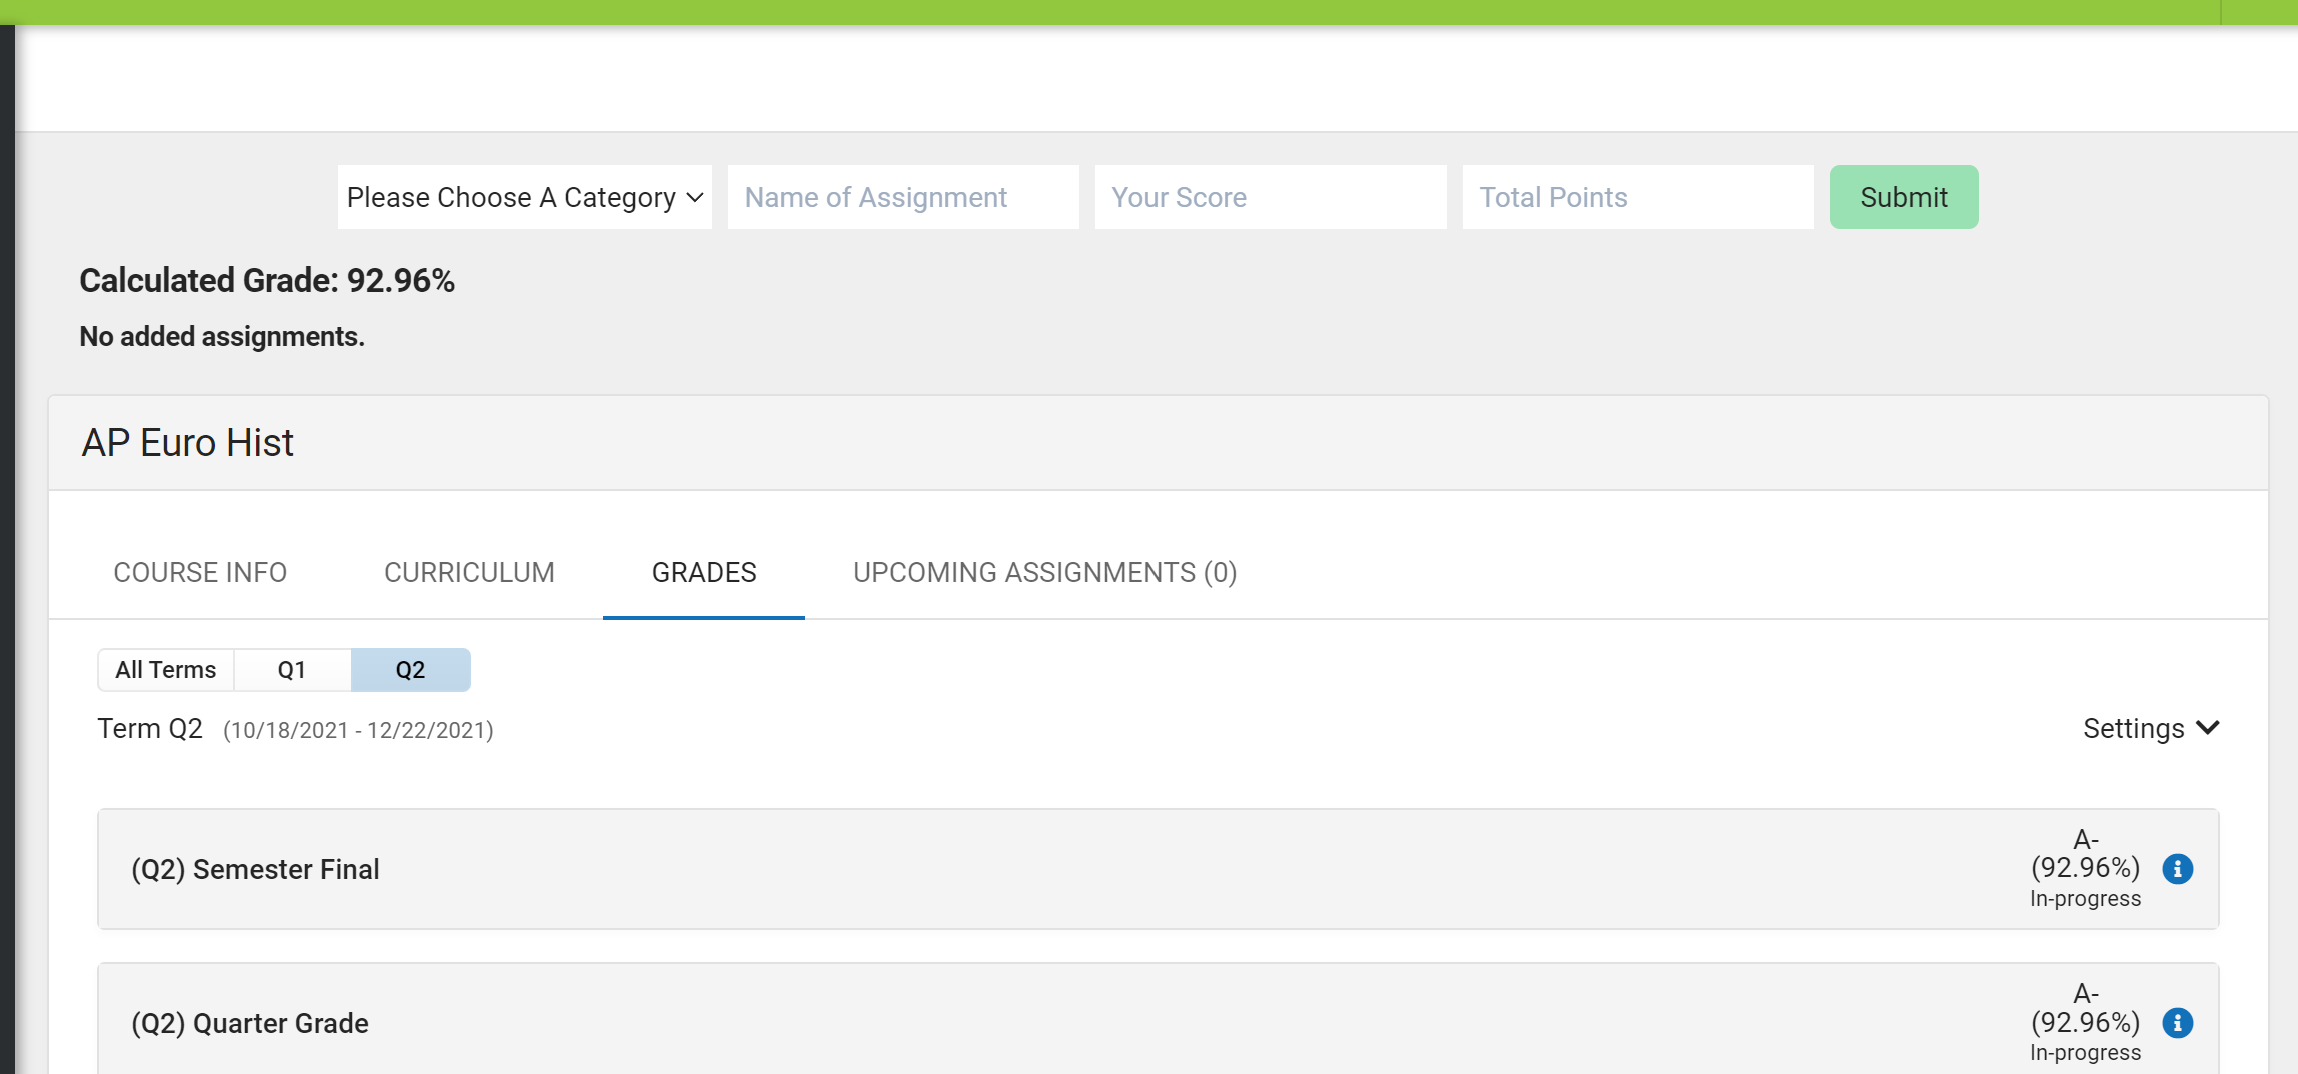 Please Choose A Category Name of Assignment Your Score Total Points Submit
Calculated Grade: 92.96%
No added assignments.
AP Euro Hist
COURSE INFO CURRICULUM GRADES UPCOMING ASSIGNMENTS (0)
All Terms Q1 Q2
Term Q2 (10/18/2021 - 12/22/2021) Settings
(Q2) Semester Final
A-
(92.96%)
In-progress
(Q2) Quarter Grade
A-
(92.96%)
In-progress